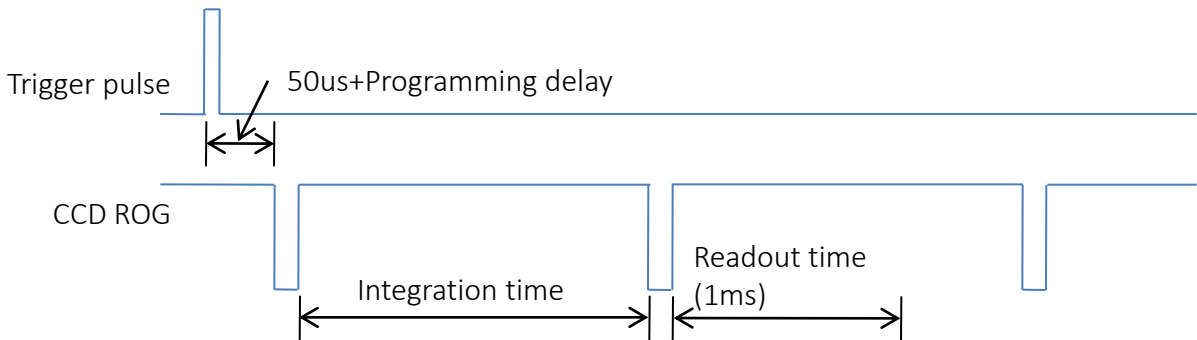 Trigger pulse
50us+Programming delay
CCD ROG
Integration time
Readout time
(1ms)